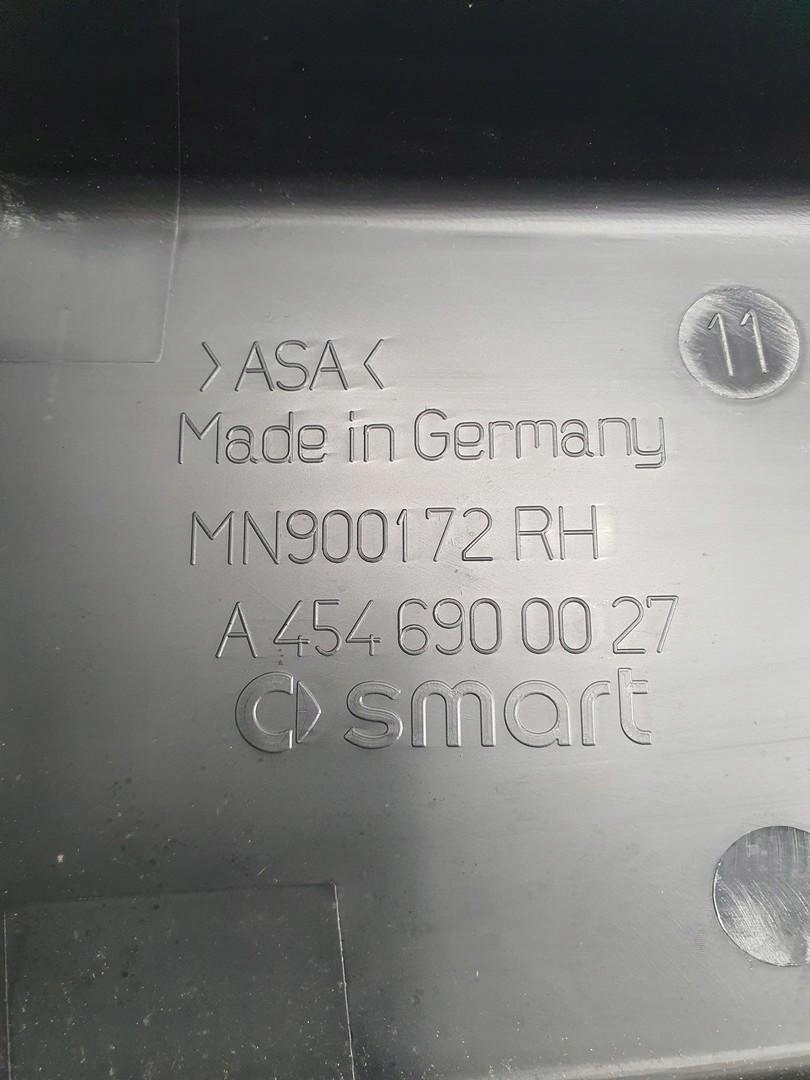 11
>ASA<
Made in Germany
MN900172 RH
A 454 690 00 27
smart